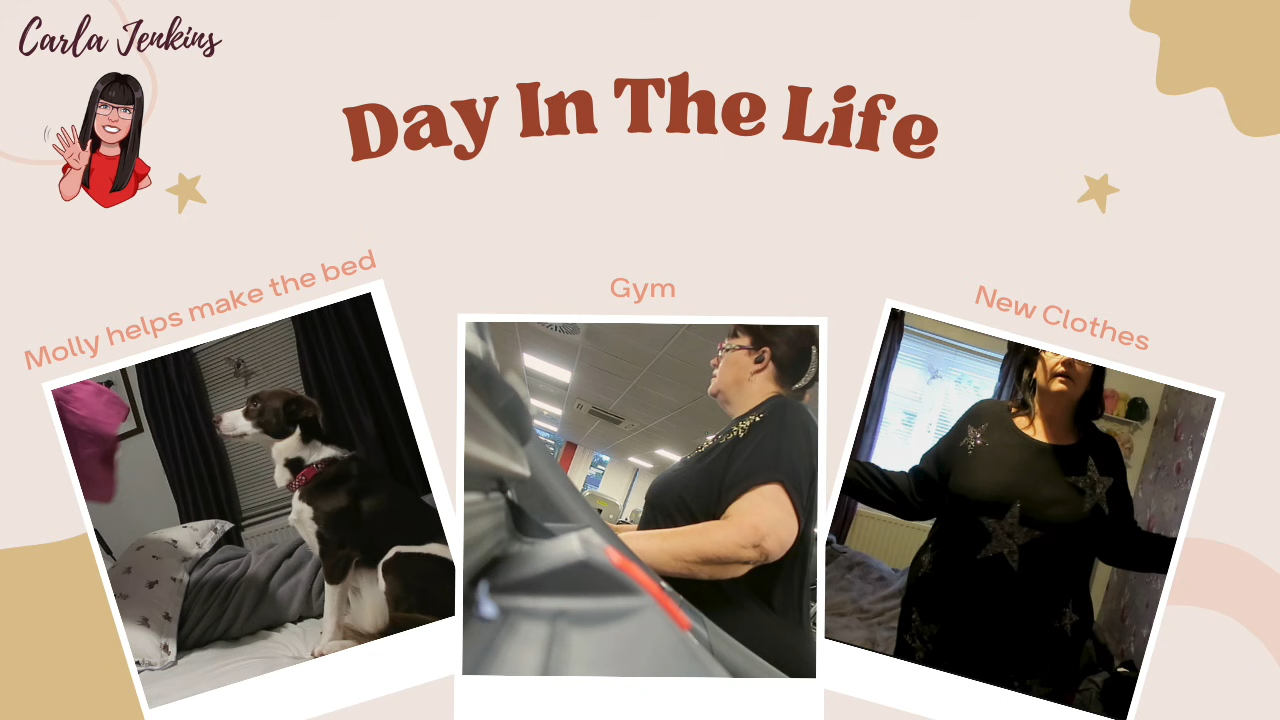 Carla Jenkins
Day In The Life
Molly helps make the bed
Gym
New Clothes